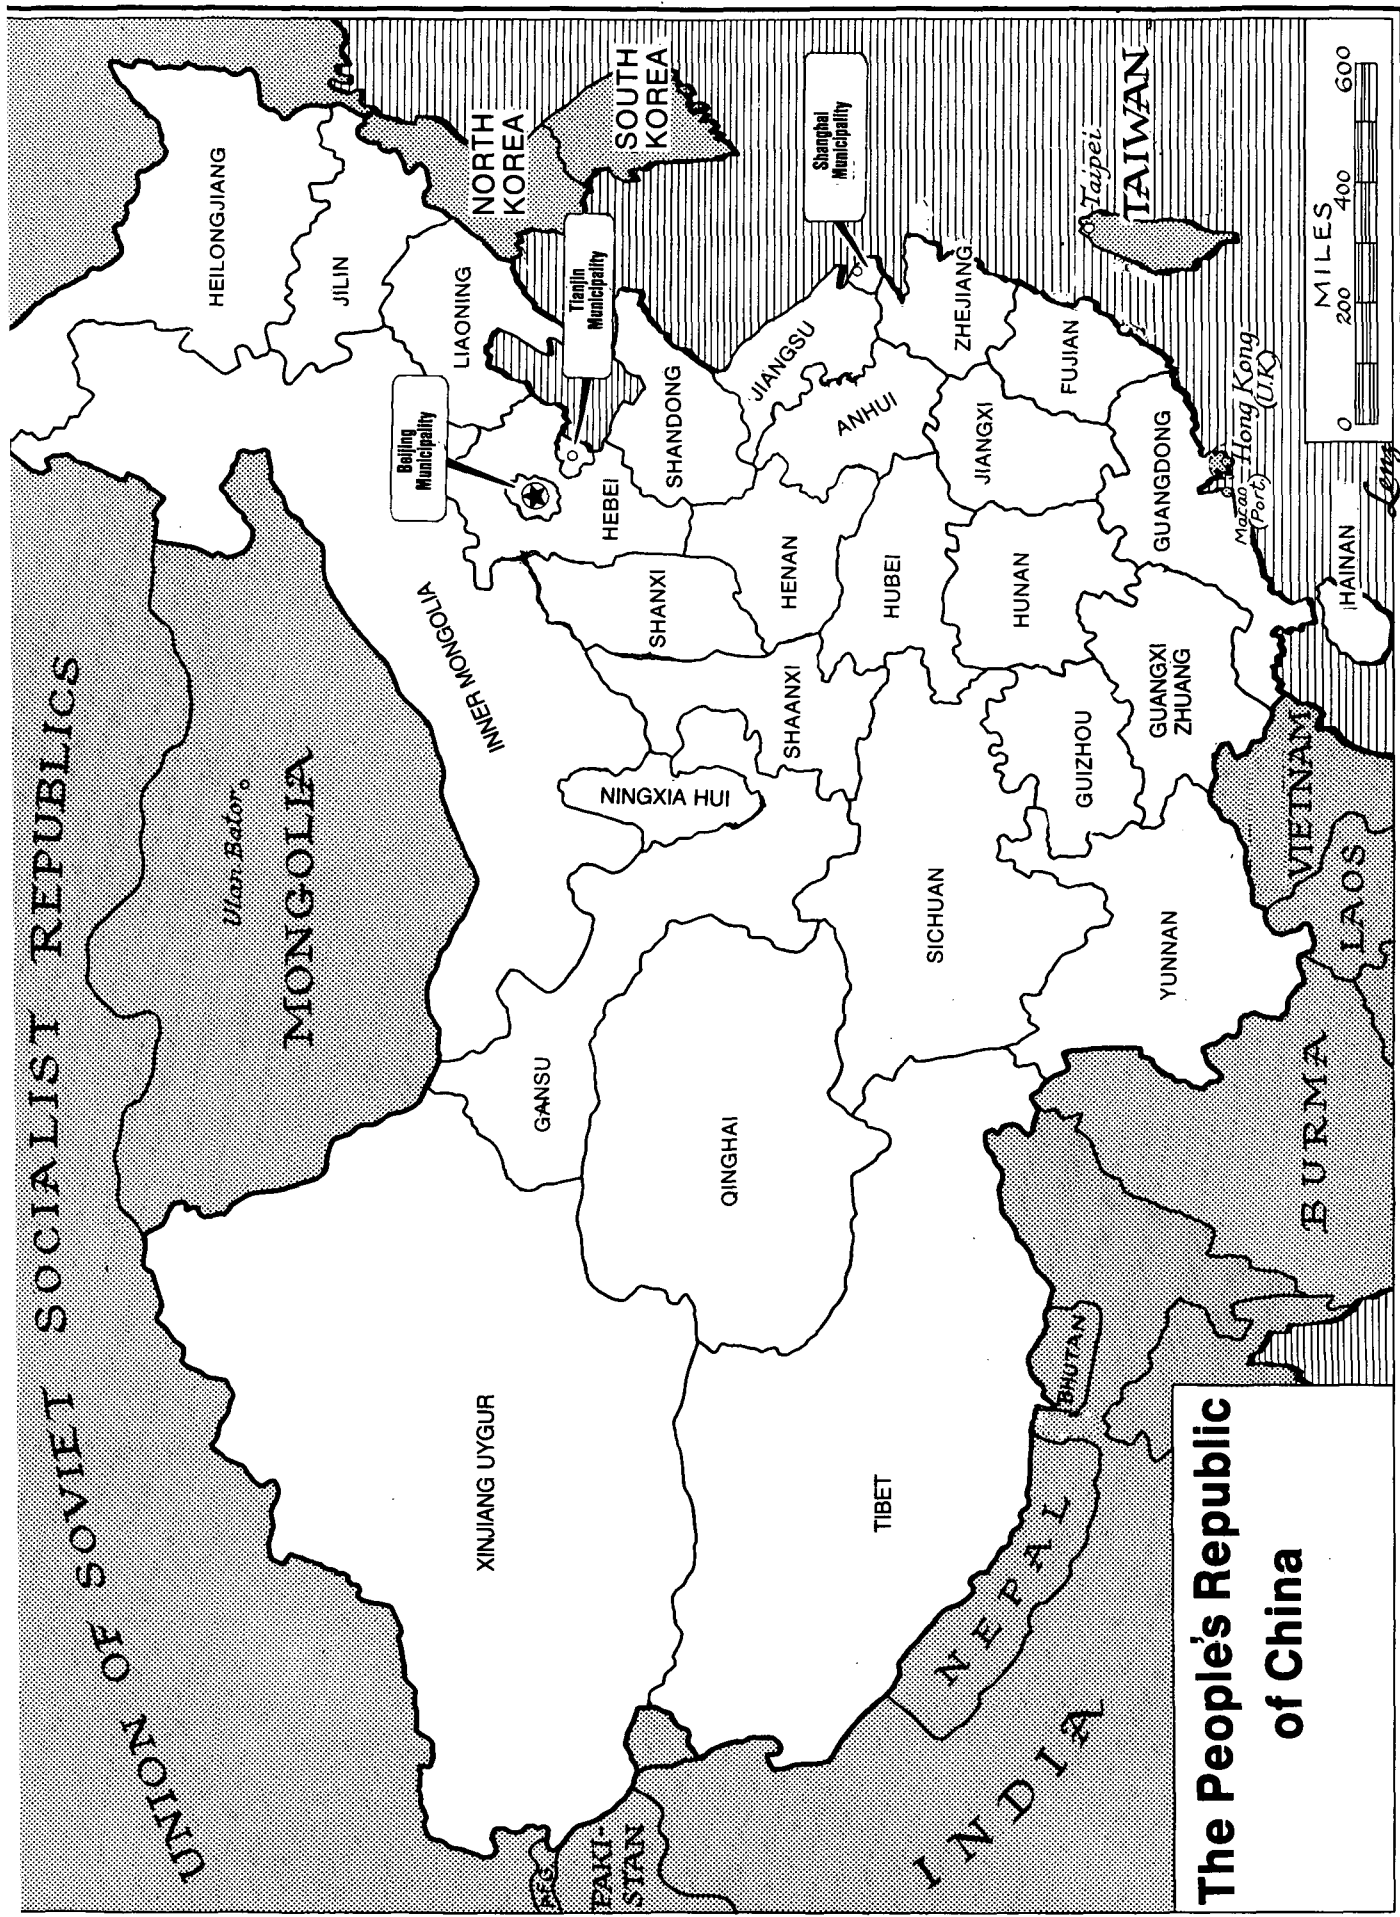 UNION OF SOVIET SOCIALIST REPUBLICS
Ulan Bator
MONGOLIA
HEILONGJIANG
JILIN
LIAONING
NORTH
KOREA
SOUTH
KOREA
Beijing
Municipality
Tianjin
Municipality
Shanghai
Municipality
INNER MONGOLIA
HEBEI
SHANDONG
SHANXI
JIANGSU
HENAN
ANHUI
ZHEJIANG
SHAANXI
HUBEI
NINGXIA HUI
JIANGXI
FUJIAN
HUNAN
GANSU
XINJIANG UYGUR
QINGHAI
SICHUAN
TIBET
GUIZHOU
GUANGDONG
GUANGXI
ZHUANG
YUNNAN
HAINAN
Taipei
TAIWAN
Hong Kong
(U.K)
Macao
(Port.)
AFG.
PAKI-
STAN
INDIA
NEPAL
BHUTAN
BURMA
LAOS
VIETNAM
MILES
0 200 400 600
The People's Republic
of China